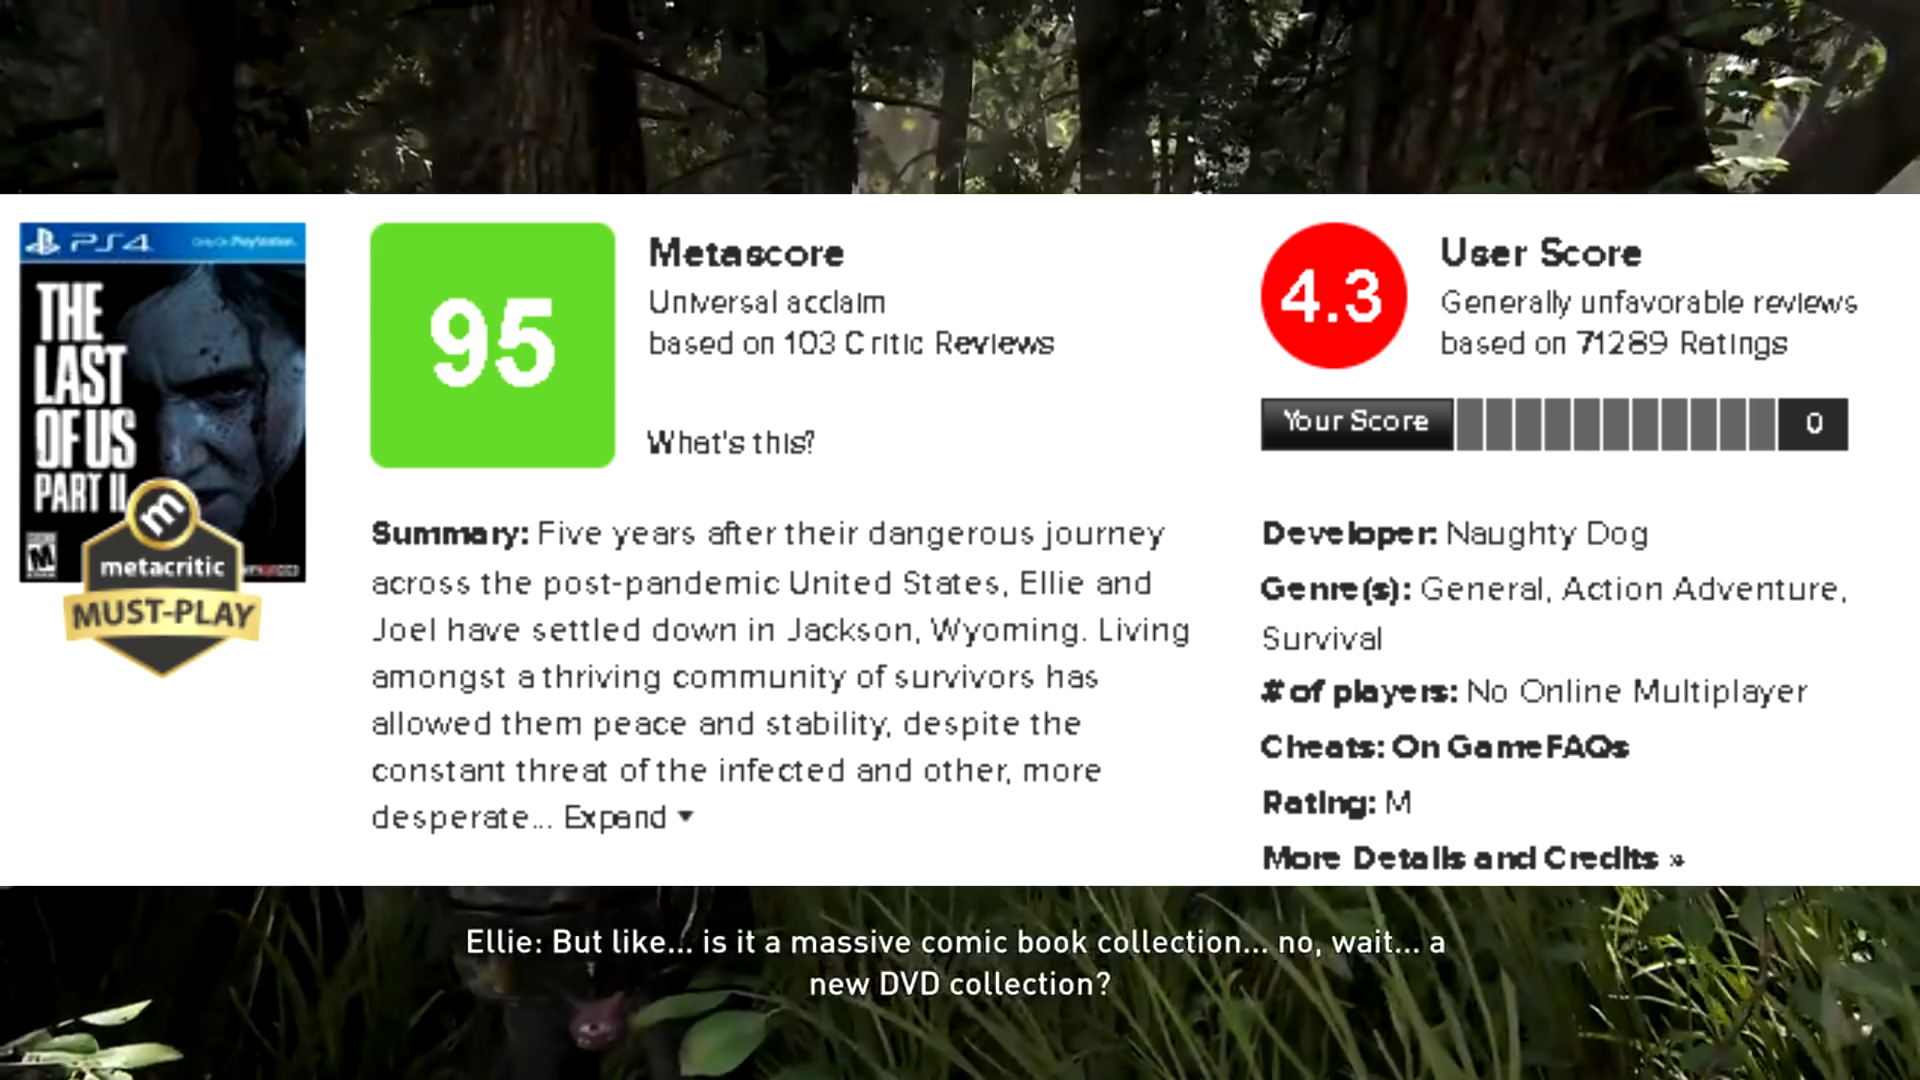 PS4
Only On PlayStation
THE
LAST
OF US
PART II
M
m
metacritic
MUST-PLAY
95
Metascore
Universal acclaim
based on 103 Critic Reviews
What's this?
Summary: Five years after their dangerous journey
across the post-pandemic United States, Ellie and
Joel have settled down in Jackson, Wyoming. Living
amongst a thriving community of survivors has
allowed them peace and stability, despite the
constant threat of the infected and other, more
desperate... Expand
4.3
User Score
Generally unfavorable reviews
based on 71289 Ratings
Your Score
0
Developer: Naughty Dog
Genre(s): General, Action Adventure,
Survival
# of players: No Online Multiplayer
Cheats: On GameFAQs
Rating: M
More Details and Credits »
Ellie: But like... is it a massive comic book collection... no, wait... a
new DVD collection?